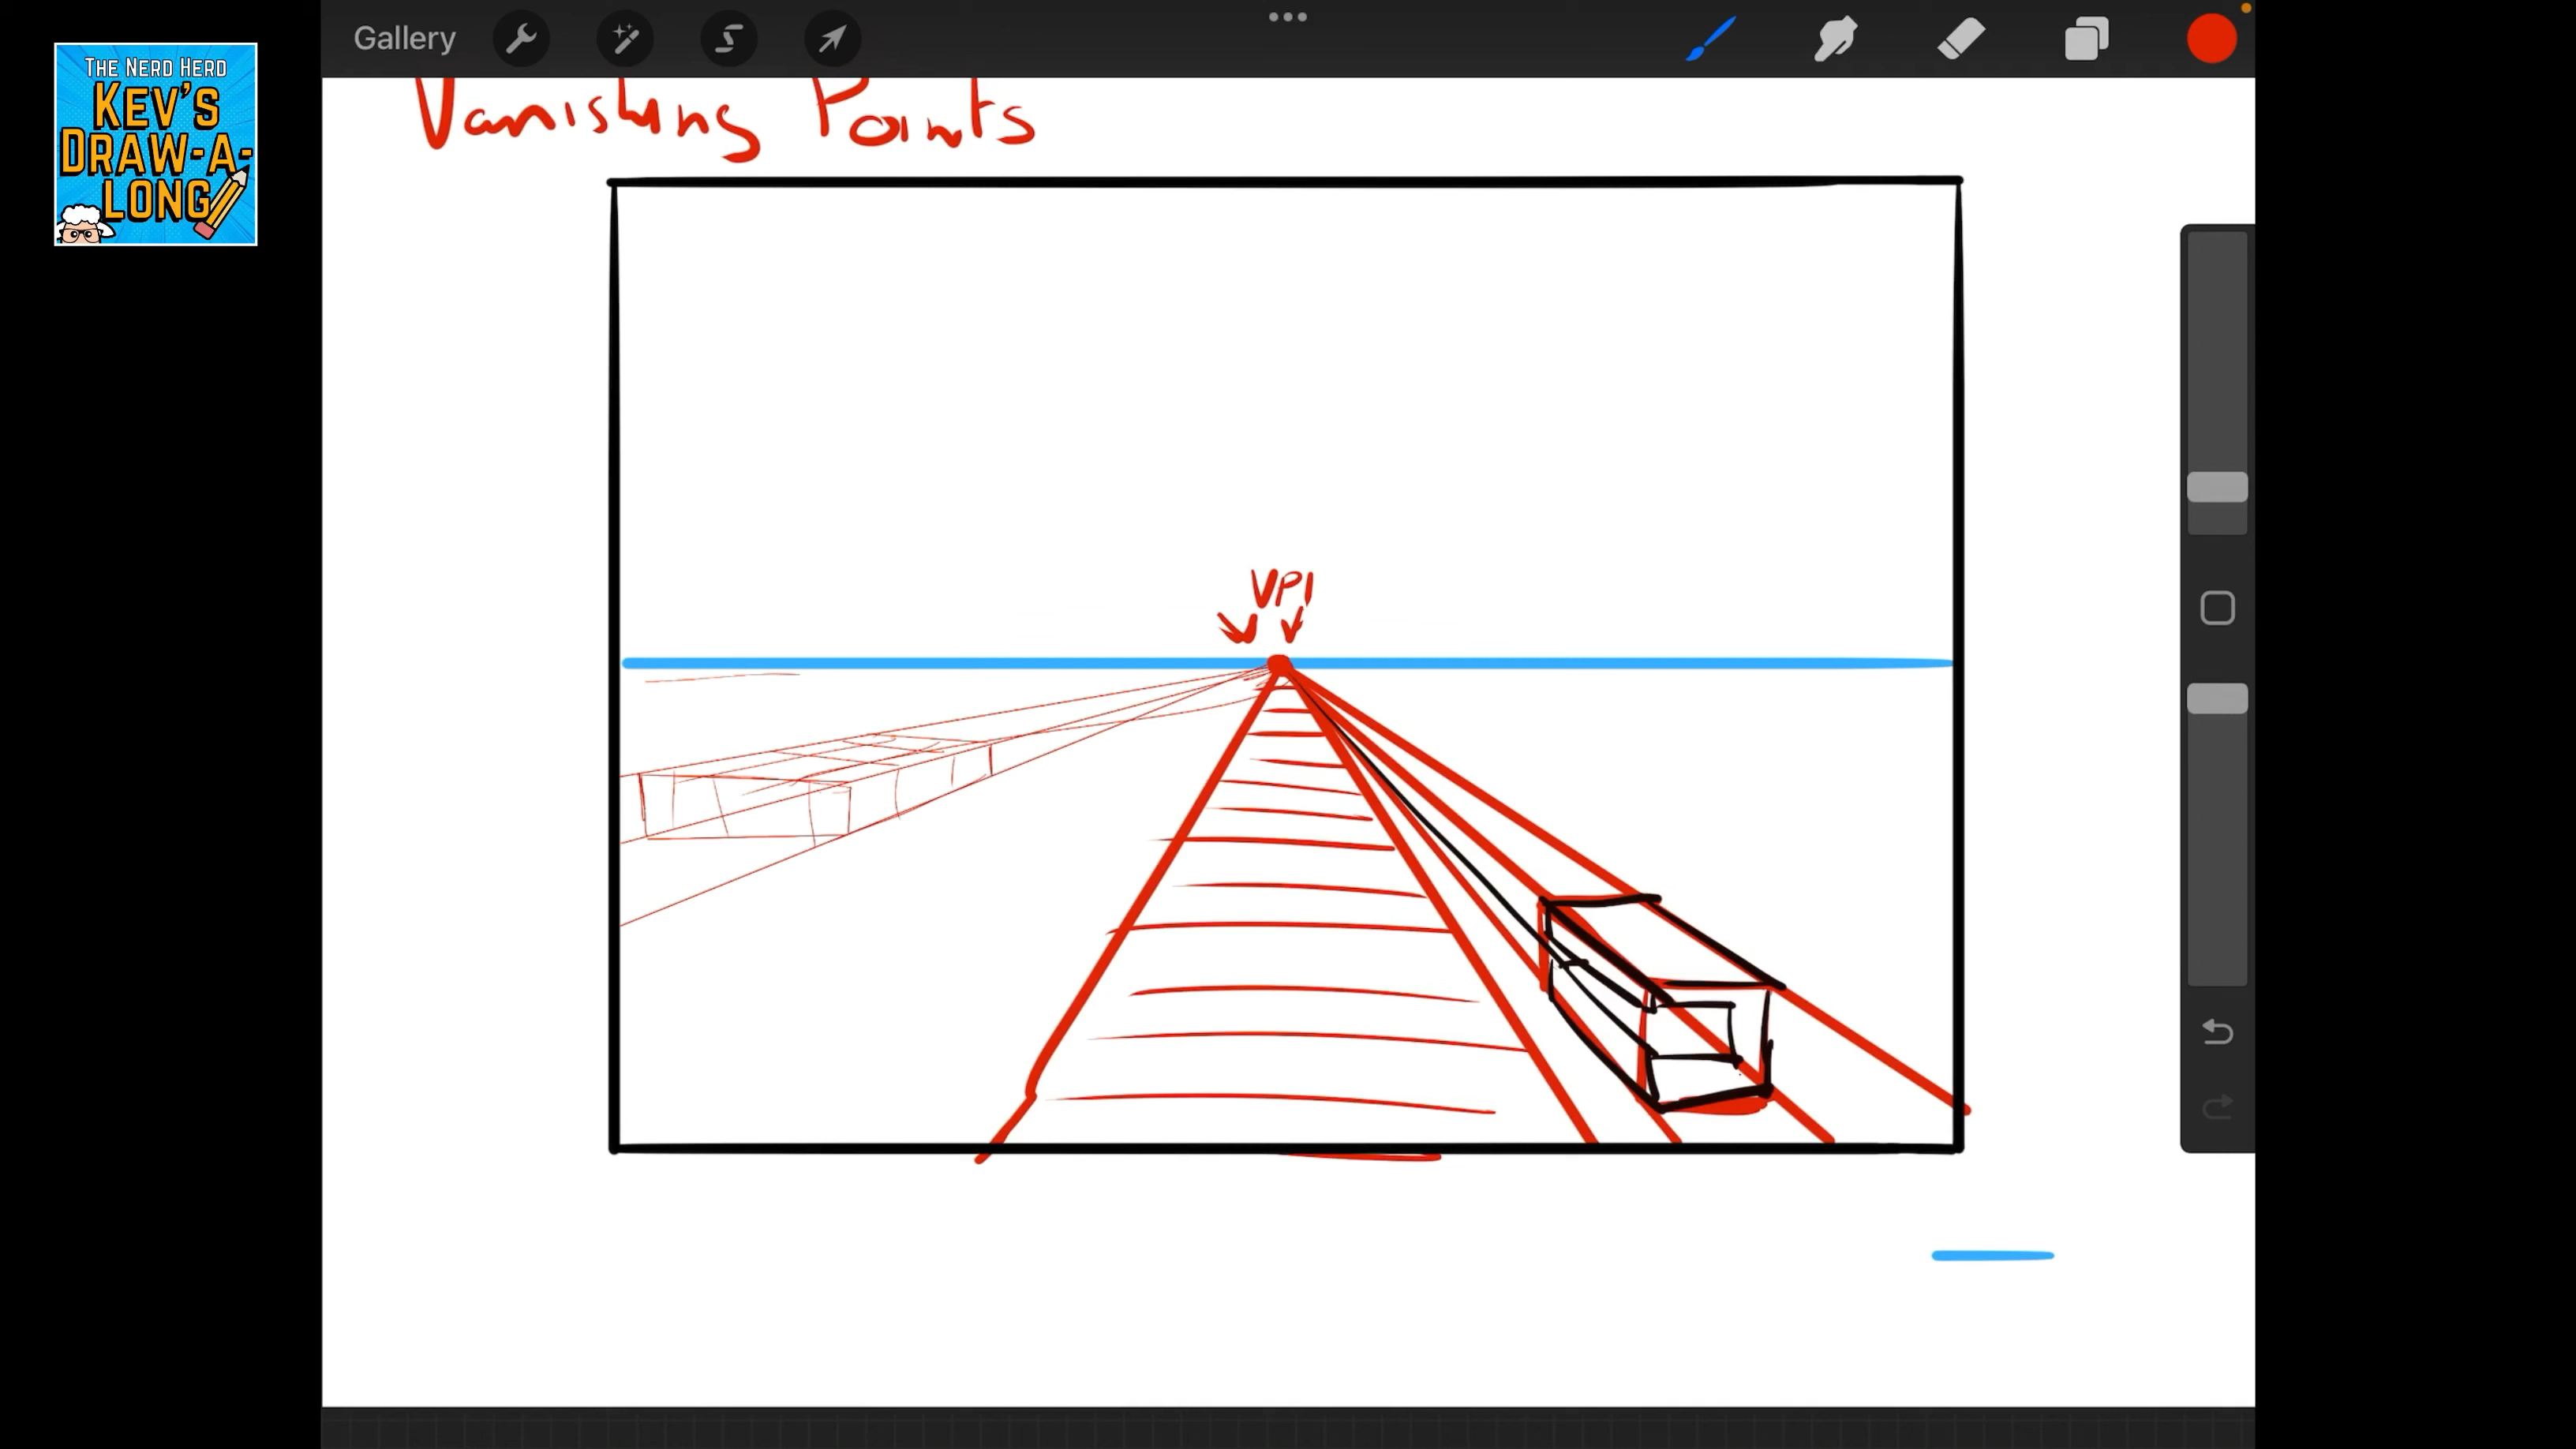 Gallery
THE NERD HERD
KEV'S
DRAW-A-
LONG
Vanishing Points
VP1